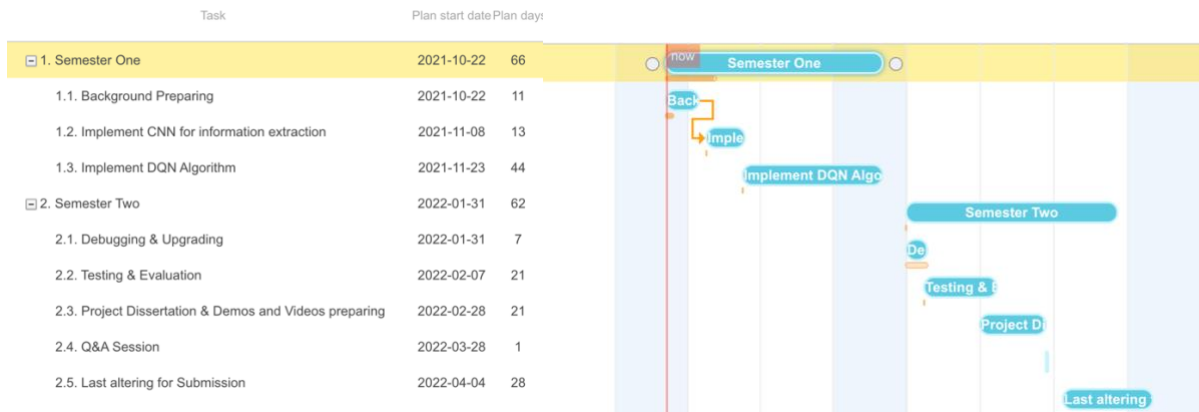 Task Plan start date Plan days
1. Semester One 2021-10-22 66 now Semester One
1.1. Background Preparing 2021-10-22 11 Back
1.2. Implement CNN for information extraction 2021-11-08 13 Imple
1.3. Implement DQN Algorithm 2021-11-23 44 Implement DQN Algo
2. Semester Two 2022-01-31 62 Semester Two
2.1. Debugging & Upgrading 2022-01-31 7 De
2.2. Testing & Evaluation 2022-02-07 21 Testing & E
2.3. Project Dissertation & Demos and Videos preparing 2022-02-28 21 Project Di
2.4. Q&A Session 2022-03-28 1
2.5. Last altering for Submission 2022-04-04 28 Last altering